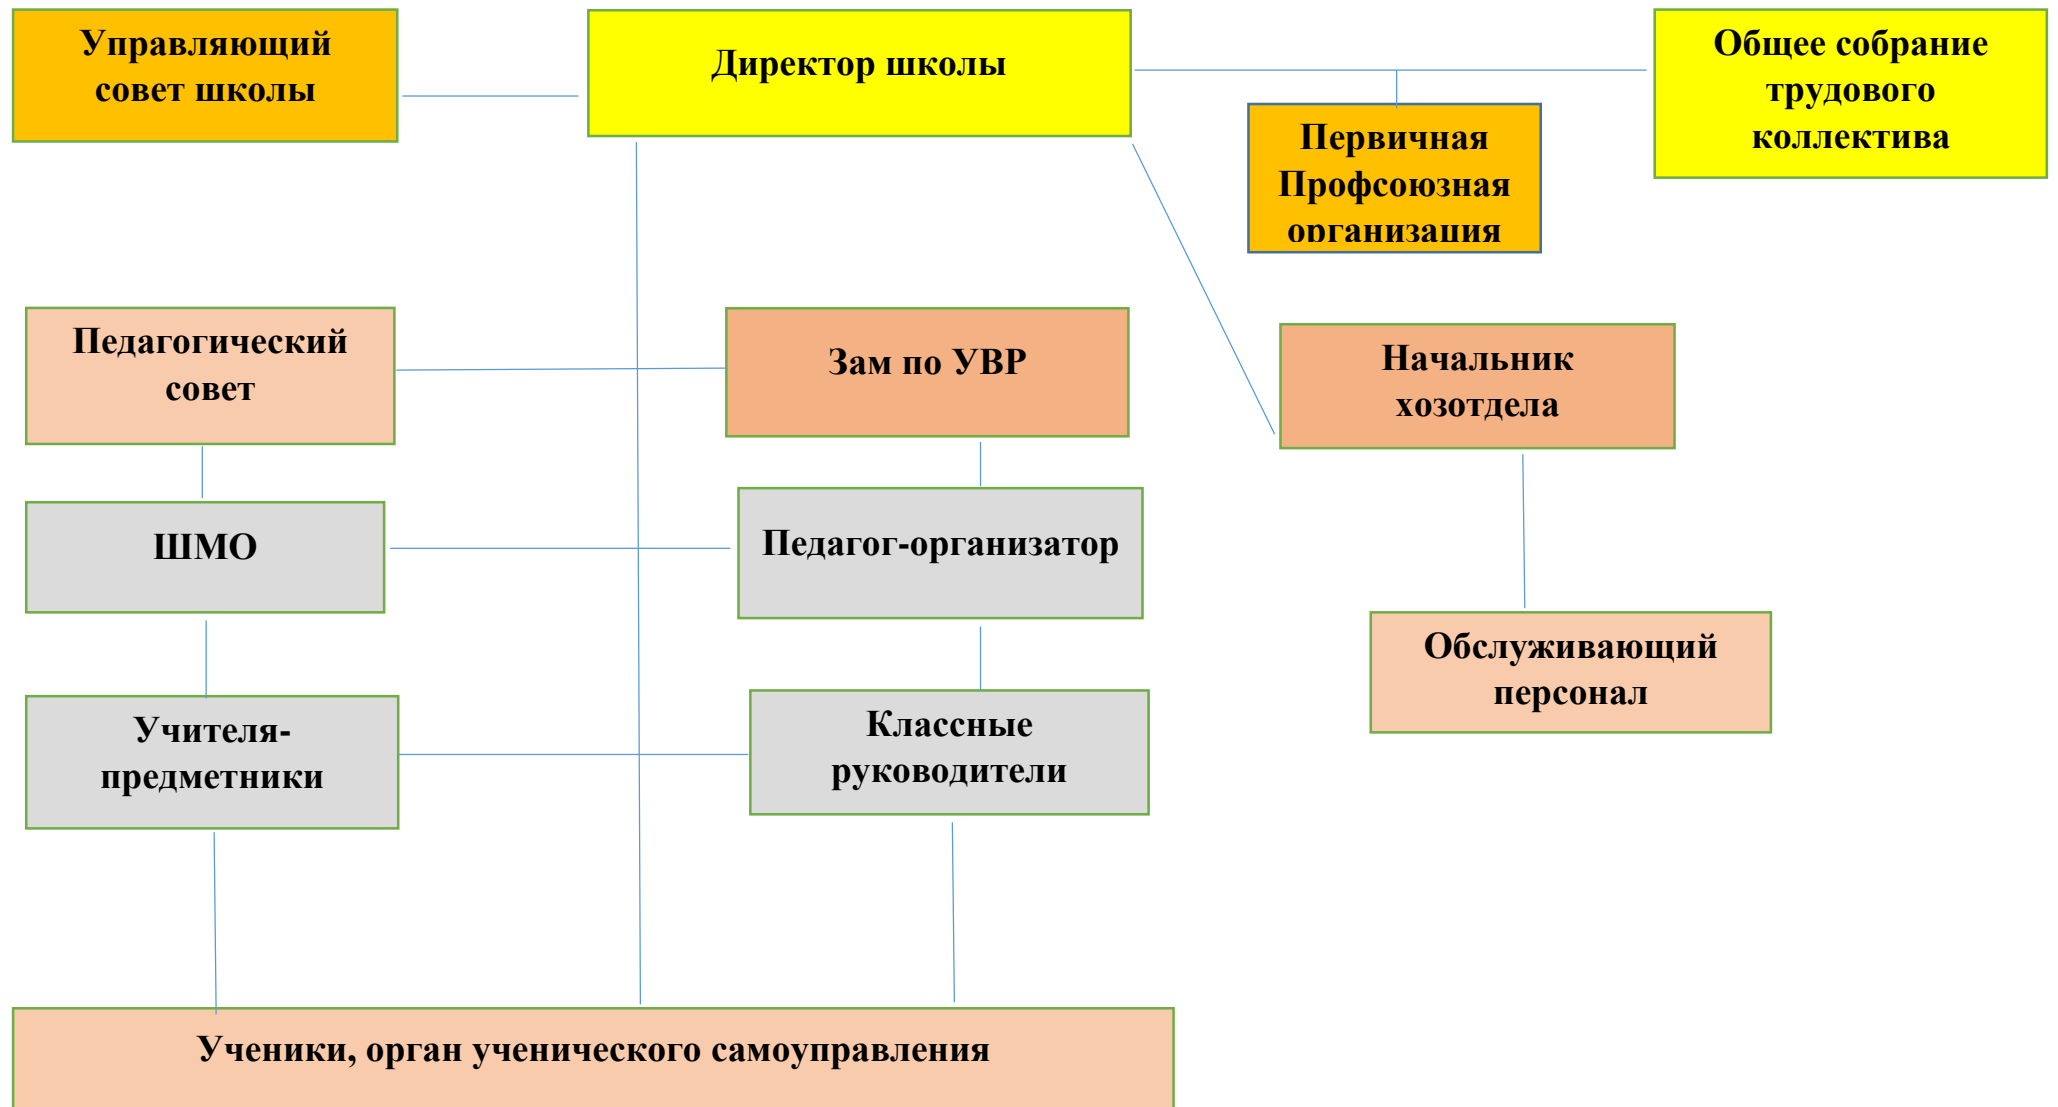 Управляющий
совет школы
Директор школы
Общее собрание
трудового
коллектива
Первичная
Профсоюзная
организация
Педагогический
совет
Зам по УВР
Начальник
хозотдела
ШМО
Педагог-организатор
Обслуживающий
персонал
Учителя-
предметники
Классные
руководители
Ученики, орган ученического самоуправления